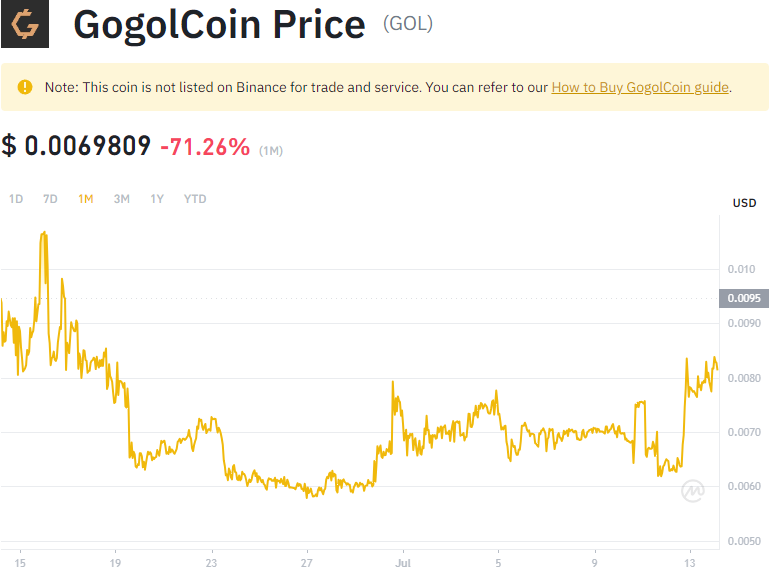 GogolCoin Price (GOL)
Note: This coin is not listed on Binance for trade and service. You can refer to our How to Buy GogolCoin guide.
$ 0.0069809 -71.26% (1M)
1D 7D 1M 3M 1Y YTD
USD
0.010
0.0095
0.0090
0.0080
0.0070
0.0060
0.0050
15 19 23 27 Jul 5 9 13